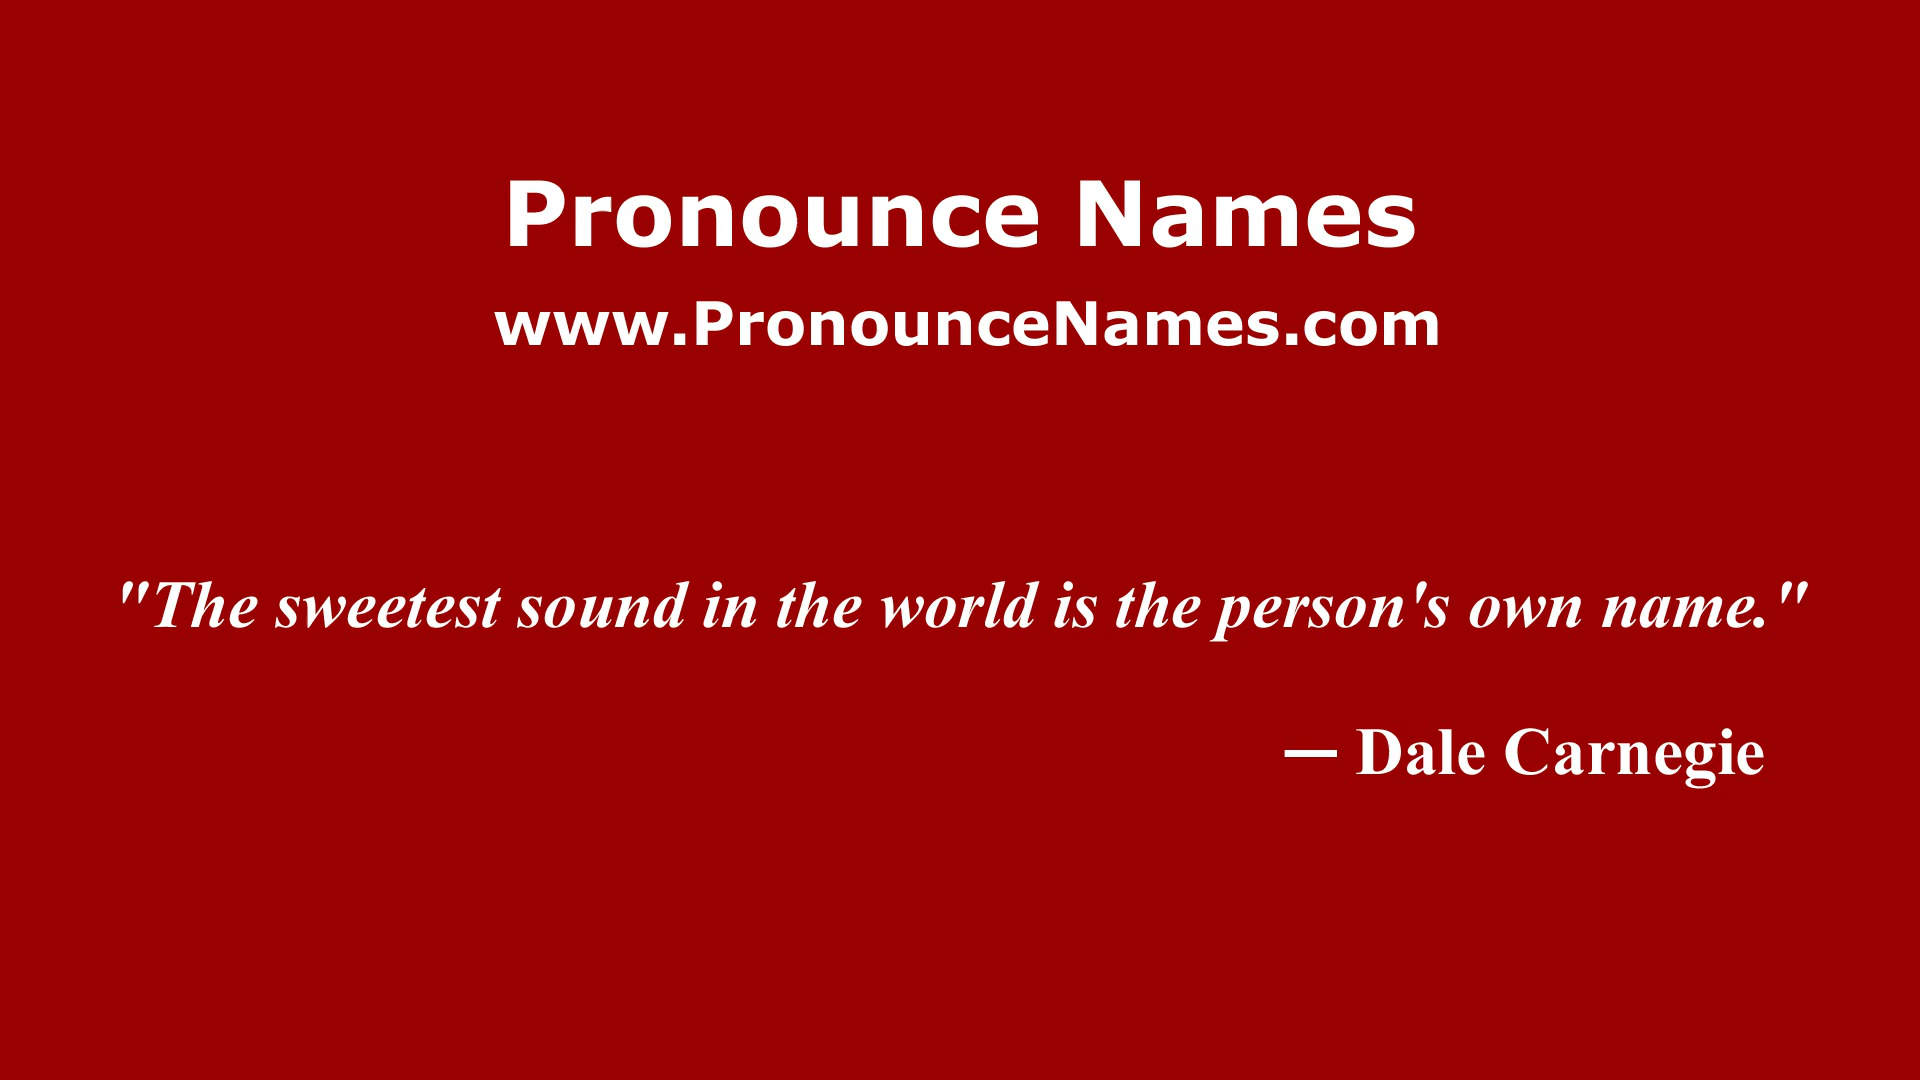 Pronounce Names
www.PronounceNames.com
"The sweetest sound in the world is the person's own name."
— Dale Carnegie